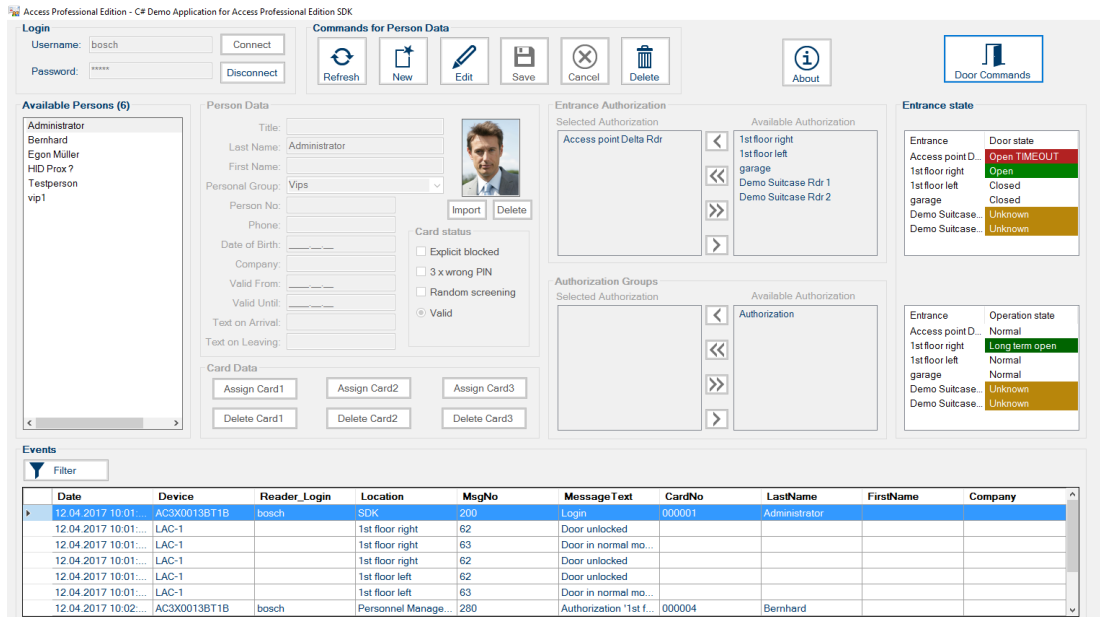 Access Professional Edition - C# Demo Application for Access Professional Edition SDK
Login
Username: bosch
Connect
Password: *****
Disconnect
Commands for Person Data
Refresh
New
Edit
Save
Cancel
Delete
About
Door Commands
Available Persons (6)
Administrator
Bernhard
Egon Müller
HID Prox ?
Testperson
vip1
Person Data
Title:
Last Name: Administrator
First Name:
Personal Group: Vips
Person No:
Phone:
Date of Birth: __.__.__
Company:
Valid From: __.__.__
Valid Until: __.__.__
Text on Arrival:
Text on Leaving:
Import Delete
Card status
Explicit blocked
3 x wrong PIN
Random screening
Valid
Card Data
Assign Card1 Assign Card2 Assign Card3
Delete Card1 Delete Card2 Delete Card3
Entrance Authorization
Selected Authorization Available Authorization
Access point Delta Rdr
1st floor right
1st floor left
garage
Demo Suitcase Rdr 1
Demo Suitcase Rdr 2
Authorization Groups
Selected Authorization Available Authorization
Authorization
Entrance state
Entrance Door state
Access point D... Open TIMEOUT
1st floor right Open
1st floor left Closed
garage Closed
Demo Suitcase... Unknown
Demo Suitcase... Unknown
Entrance Operation state
Access point D... Normal
1st floor right Long term open
1st floor left Normal
garage Normal
Demo Suitcase... Unknown
Demo Suitcase... Unknown
Events
Filter
Date Device Reader_Login Location MsgNo MessageText CardNo LastName FirstName Company
12.04.2017 10:01:... AC3X0013BT1B bosch SDK 200 Login 000001 Administrator
12.04.2017 10:01:... LAC-1 1st floor right 62 Door unlocked
12.04.2017 10:01:... LAC-1 1st floor right 63 Door in normal mo...
12.04.2017 10:01:... LAC-1 1st floor right 62 Door unlocked
12.04.2017 10:01:... LAC-1 1st floor left 62 Door unlocked
12.04.2017 10:01:... LAC-1 1st floor left 63 Door in normal mo...
12.04.2017 10:02:... AC3X0013BT1B bosch Personnel Manage... 280 Authorization '1st f... 000004 Bernhard